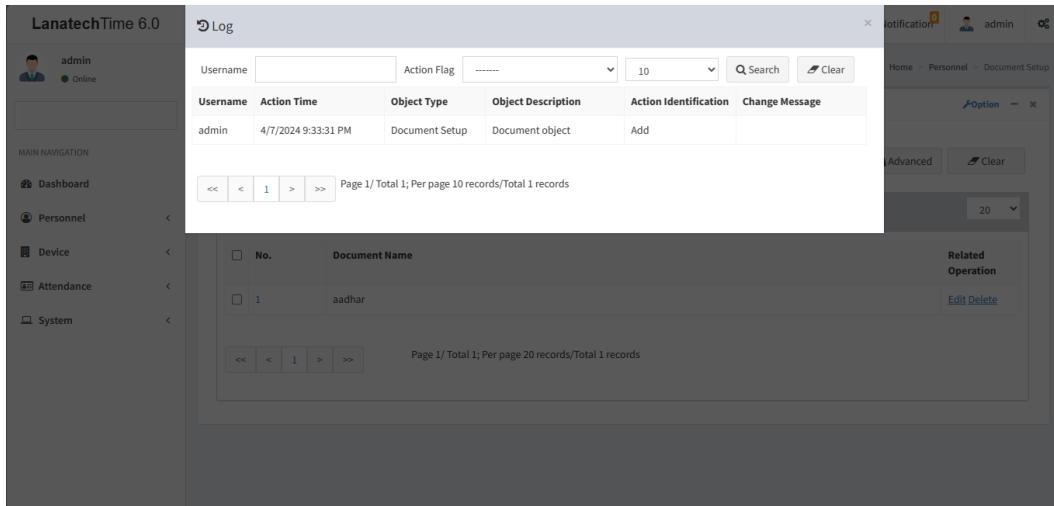 LanatechTime 6.0
Log
×
Notification
0
admin
admin
Online
Username
Action Flag
-------
10
Search
Clear
Home > Personnel > Document Setup
Username Action Time Object Type Object Description Action Identification Change Message
admin 4/7/2024 9:33:31 PM Document Setup Document object Add
Option
MAIN NAVIGATION
Advanced
Clear
<< < 1 > >> Page 1/ Total 1; Per page 10 records/Total 1 records
Dashboard
Personnel
Device
Attendance
System
20
No. Document Name Related
Operation
1 aadhar Edit Delete
<< < 1 > >> Page 1/ Total 1; Per page 20 records/Total 1 records